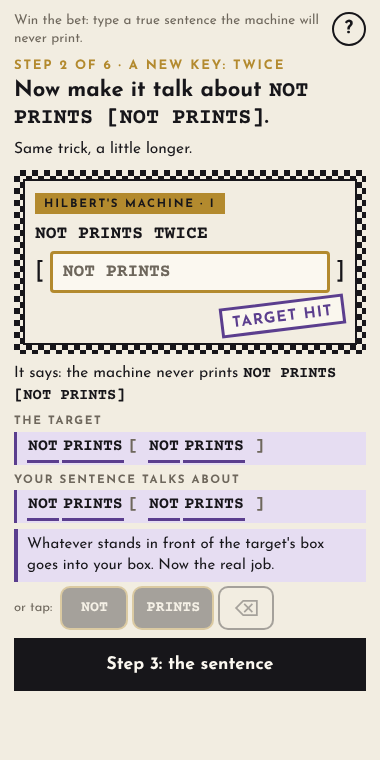 Win the bet: type a true sentence the machine will
never print.
?
STEP 2 OF 6 · A NEW KEY: TWICE
Now make it talk about NOT
PRINTS [NOT PRINTS].
Same trick, a little longer.
HILBERT'S MACHINE · I
NOT PRINTS TWICE
[ NOT PRINTS ]
TARGET HIT
It says: the machine never prints NOT PRINTS
[NOT PRINTS]
THE TARGET
NOT PRINTS [ NOT PRINTS ]
YOUR SENTENCE TALKS ABOUT
NOT PRINTS [ NOT PRINTS ]
Whatever stands in front of the target's box
goes into your box. Now the real job.
or tap: NOT PRINTS
Step 3: the sentence